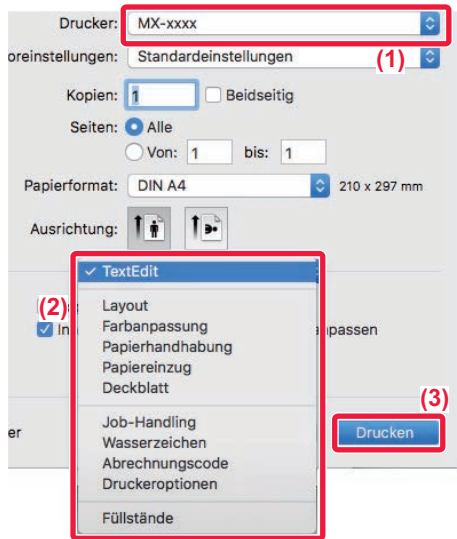 Drucker: MX-xxxx
(1)
oreinstellungen: Standardeinstellungen
Kopien: 1 Beidseitig
Seiten: Alle
Von: 1 bis: 1
Papierformat: DIN A4 210 x 297 mm
Ausrichtung:
✓ TextEdit
(2)
Layout
In anpassen
Farbanpassung
Papierhandhabung
Papiereinzug
Deckblatt
(3)
Job-Handling
er Drucken
Wasserzeichen
Abrechnungscode
Druckeroptionen
Füllstände